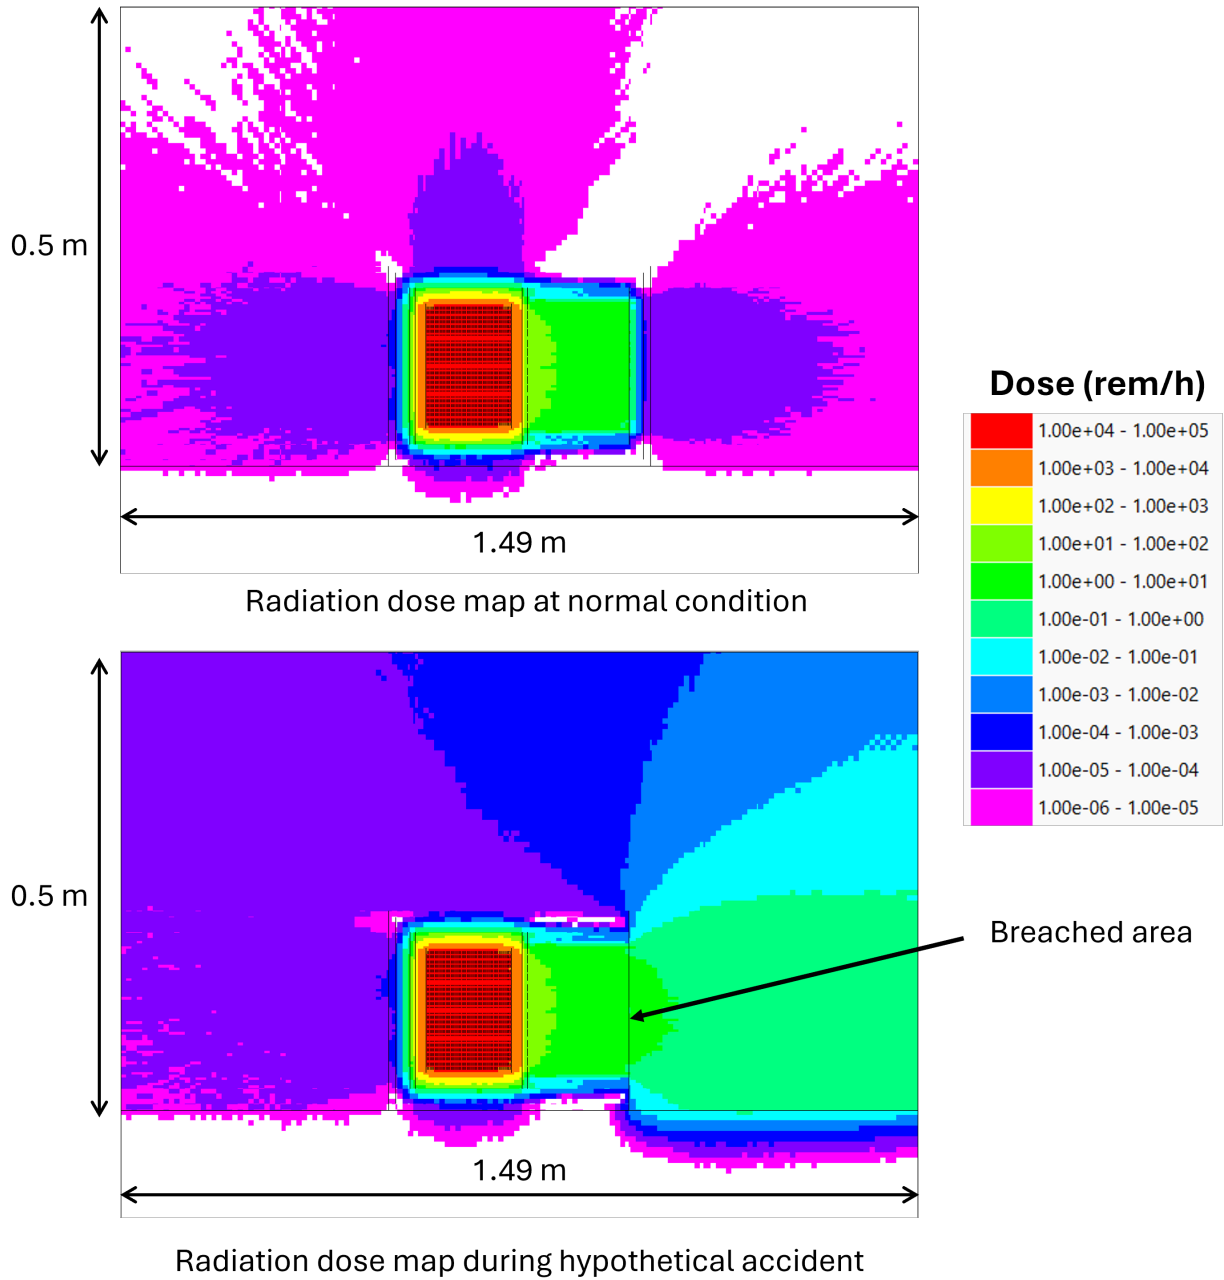 0.5 m
1.49 m
Radiation dose map at normal condition
Dose (rem/h)
1.00e+04 - 1.00e+05
1.00e+03 - 1.00e+04
1.00e+02 - 1.00e+03
1.00e+01 - 1.00e+02
1.00e+00 - 1.00e+01
1.00e-01 - 1.00e+00
1.00e-02 - 1.00e-01
1.00e-03 - 1.00e-02
1.00e-04 - 1.00e-03
1.00e-05 - 1.00e-04
1.00e-06 - 1.00e-05
0.5 m
Breached area
1.49 m
Radiation dose map during hypothetical accident